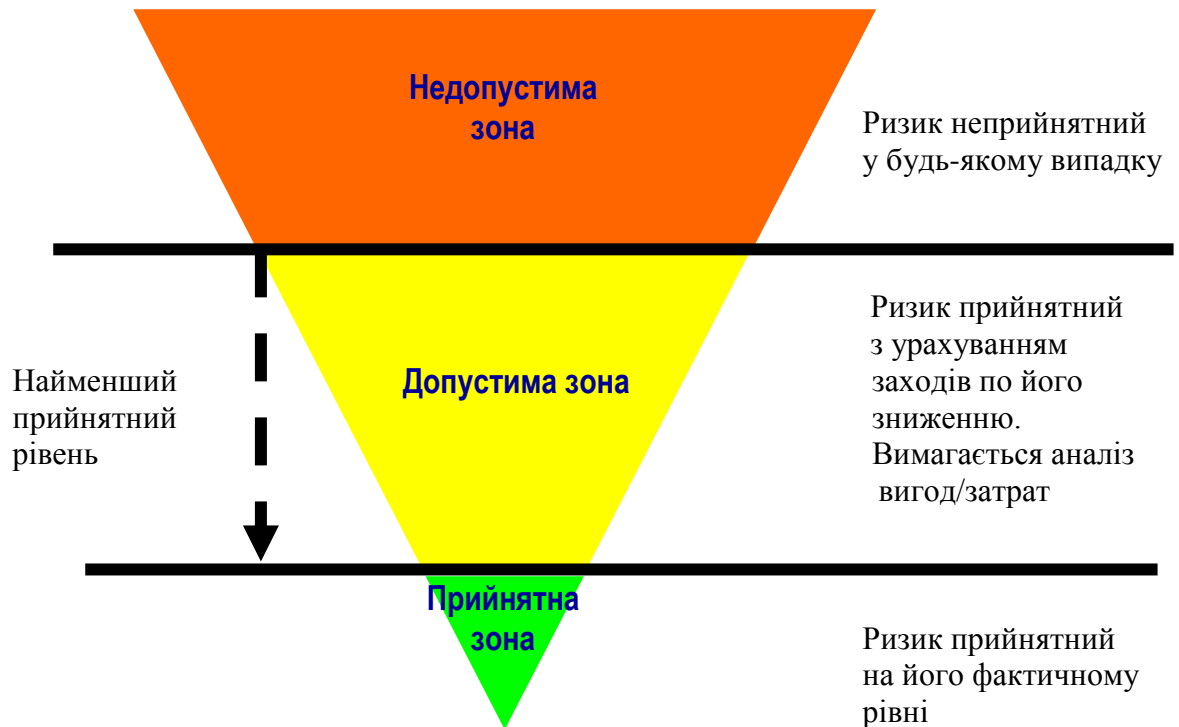 Недопустима
зона
Ризик неприйнятний
у будь-якому випадку
Найменший
прийнятний
рівень
Допустима зона
Ризик прийнятний
з урахуванням
заходів по його
зниженню.
Вимагається аналіз
вигод/затрат
Прийнятна
зона
Ризик прийнятний
на його фактичному
рівні